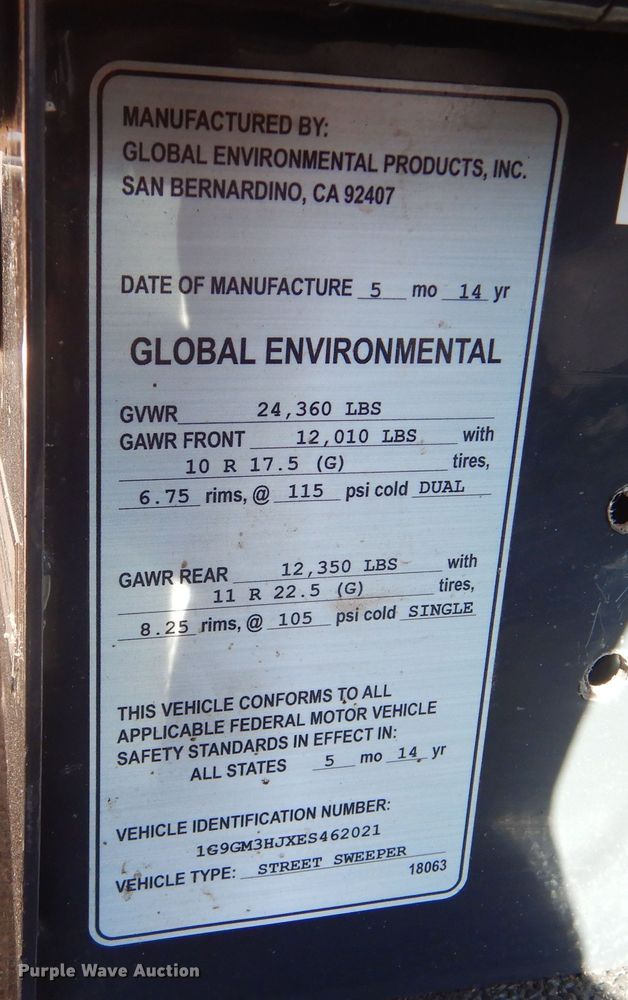 MANUFACTURED BY:
GLOBAL ENVIRONMENTAL PRODUCTS, INC.
SAN BERNARDINO, CA 92407
DATE OF MANUFACTURE 5 mo 14 yr
GLOBAL ENVIRONMENTAL
GVWR 24,360 LBS
GAWR FRONT 12,010 LBS with
10 R 17.5 (G) tires,
6.75 rims, @ 115 psi cold DUAL
GAWR REAR 12,350 LBS with
11 R 22.5 (G) tires,
8.25 rims, @ 105 psi cold SINGLE
THIS VEHICLE CONFORMS TO ALL
APPLICABLE FEDERAL MOTOR VEHICLE
SAFETY STANDARDS IN EFFECT IN:
ALL STATES 5 mo 14 yr
VEHICLE IDENTIFICATION NUMBER:
1G9GM3HJXES462021
VEHICLE TYPE: STREET SWEEPER
18063
Purple Wave Auction